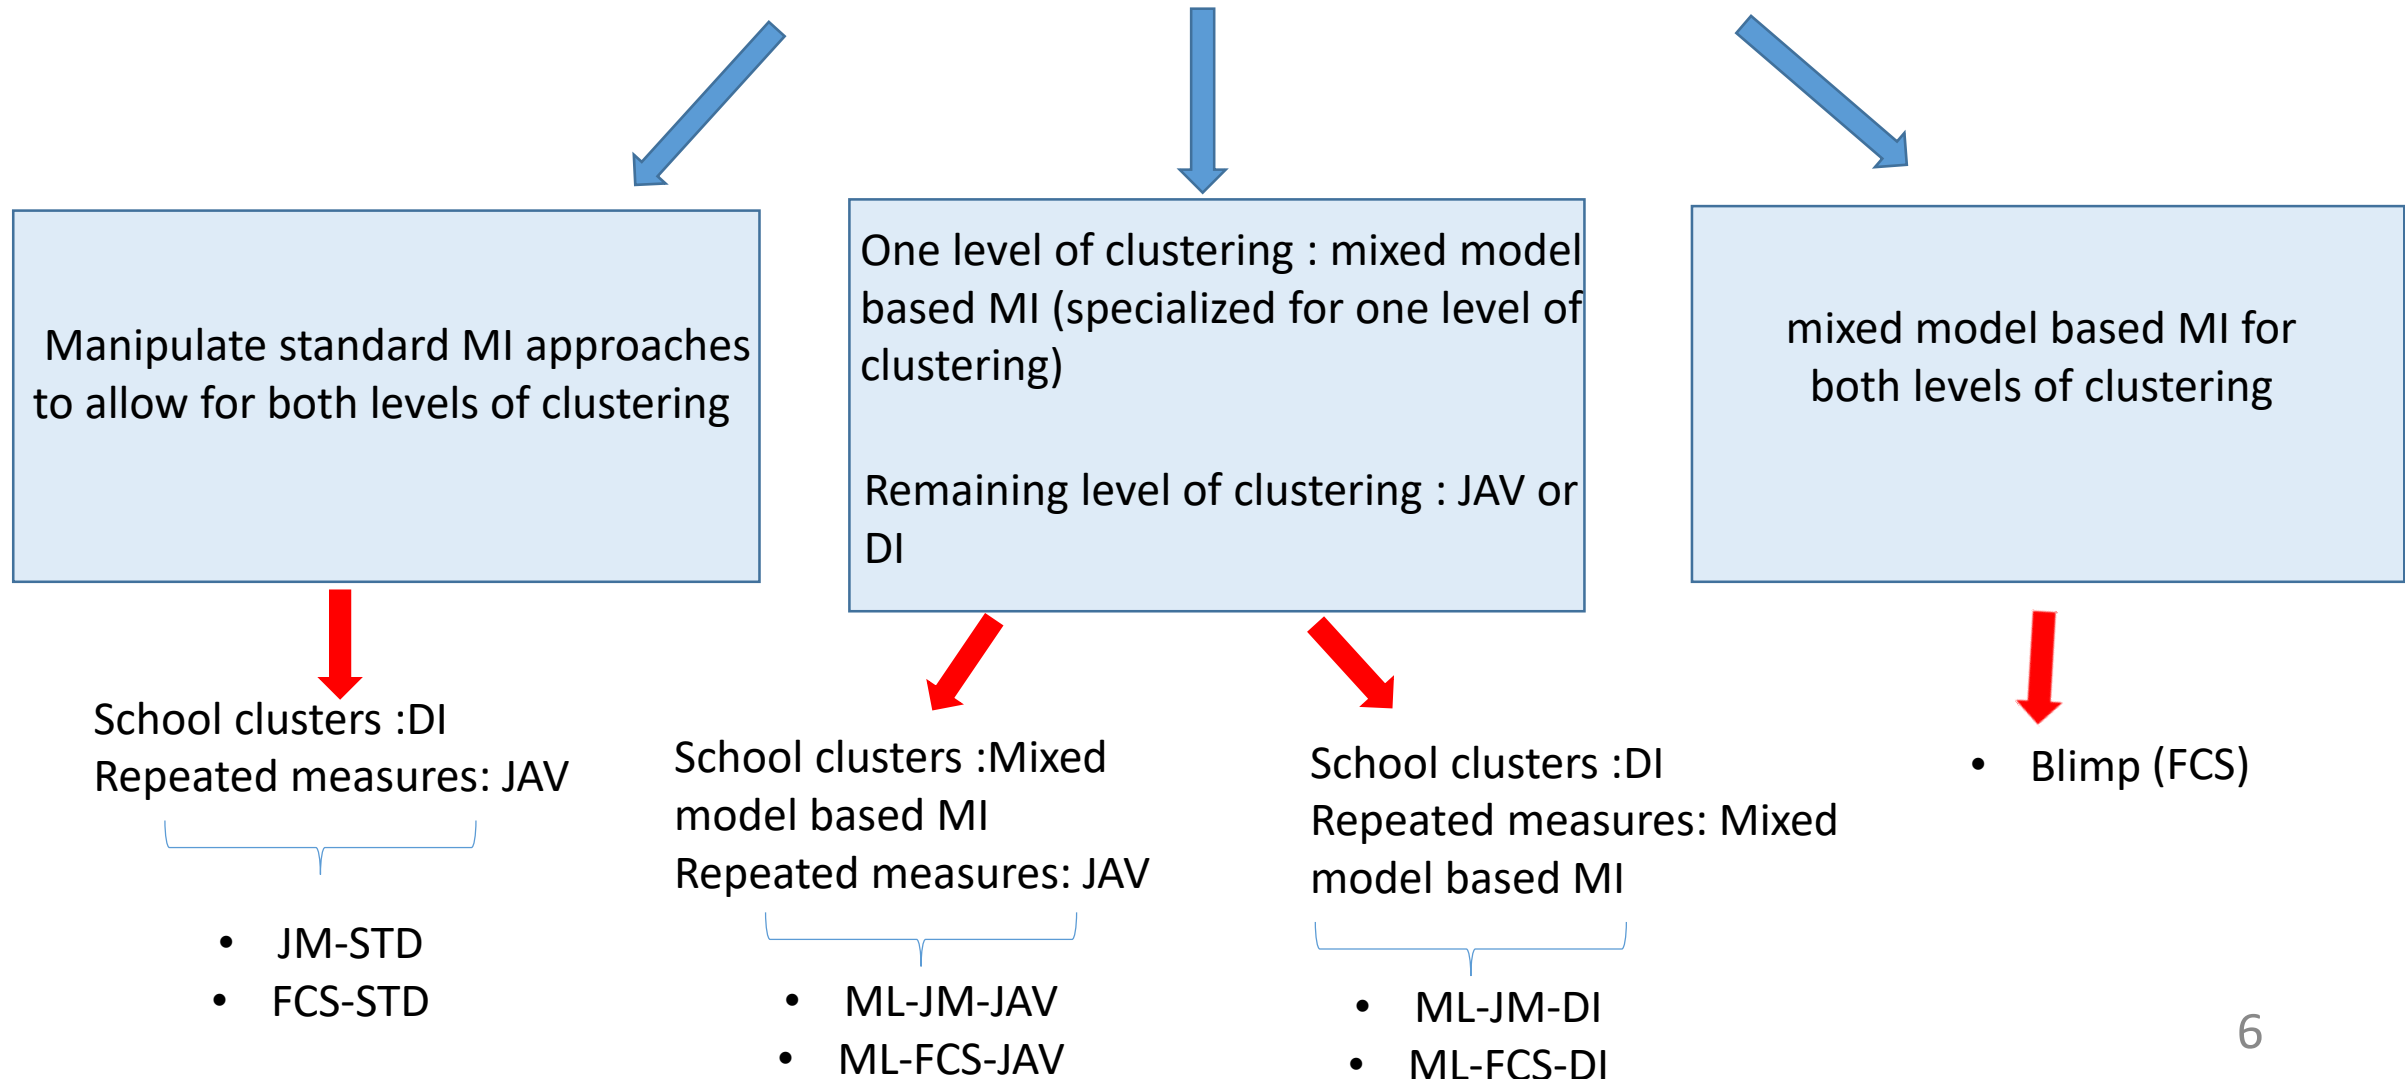 Manipulate standard MI approaches
to allow for both levels of clustering
One level of clustering : mixed model
based MI (specialized for one level of
clustering)
Remaining level of clustering : JAV or
DI
mixed model based MI for
both levels of clustering
School clusters :DI
Repeated measures: JAV
• JM-STD
• FCS-STD
School clusters :Mixed
model based MI
Repeated measures: JAV
• ML-JM-JAV
• ML-FCS-JAV
School clusters :DI
Repeated measures: Mixed
model based MI
• ML-JM-DI
• ML-FCS-DI
• Blimp (FCS)
6